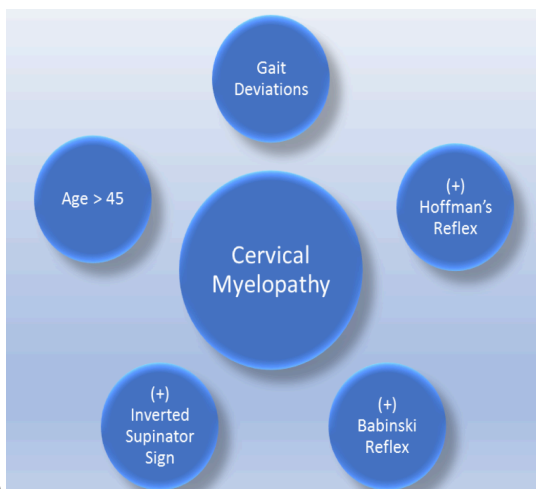 Gait
Deviations
Age > 45
(+)
Hoffman's
Reflex
Cervical
Myelopathy
(+)
Inverted
Supinator
Sign
(+)
Babinski
Reflex